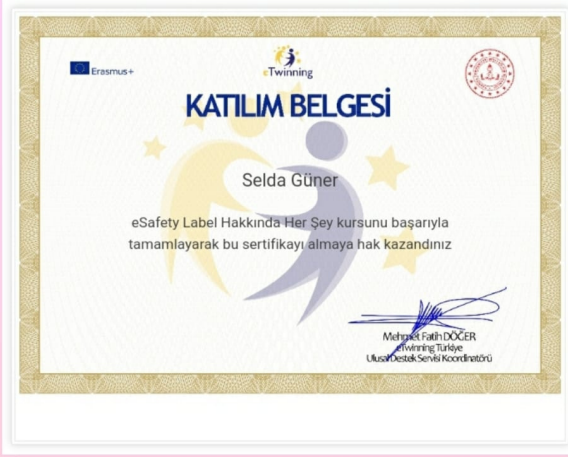 Erasmus+
eTwinning
KATILIM BELGESİ
Selda Güner
eSafety Label Hakkında Her Şey kursunu başarıyla
tamamlayarak bu sertifikayı almaya hak kazandınız
Mehmet Fatih DÖĞER
eTwinning Türkiye
Ulusal Destek Servisi Koordinatörü